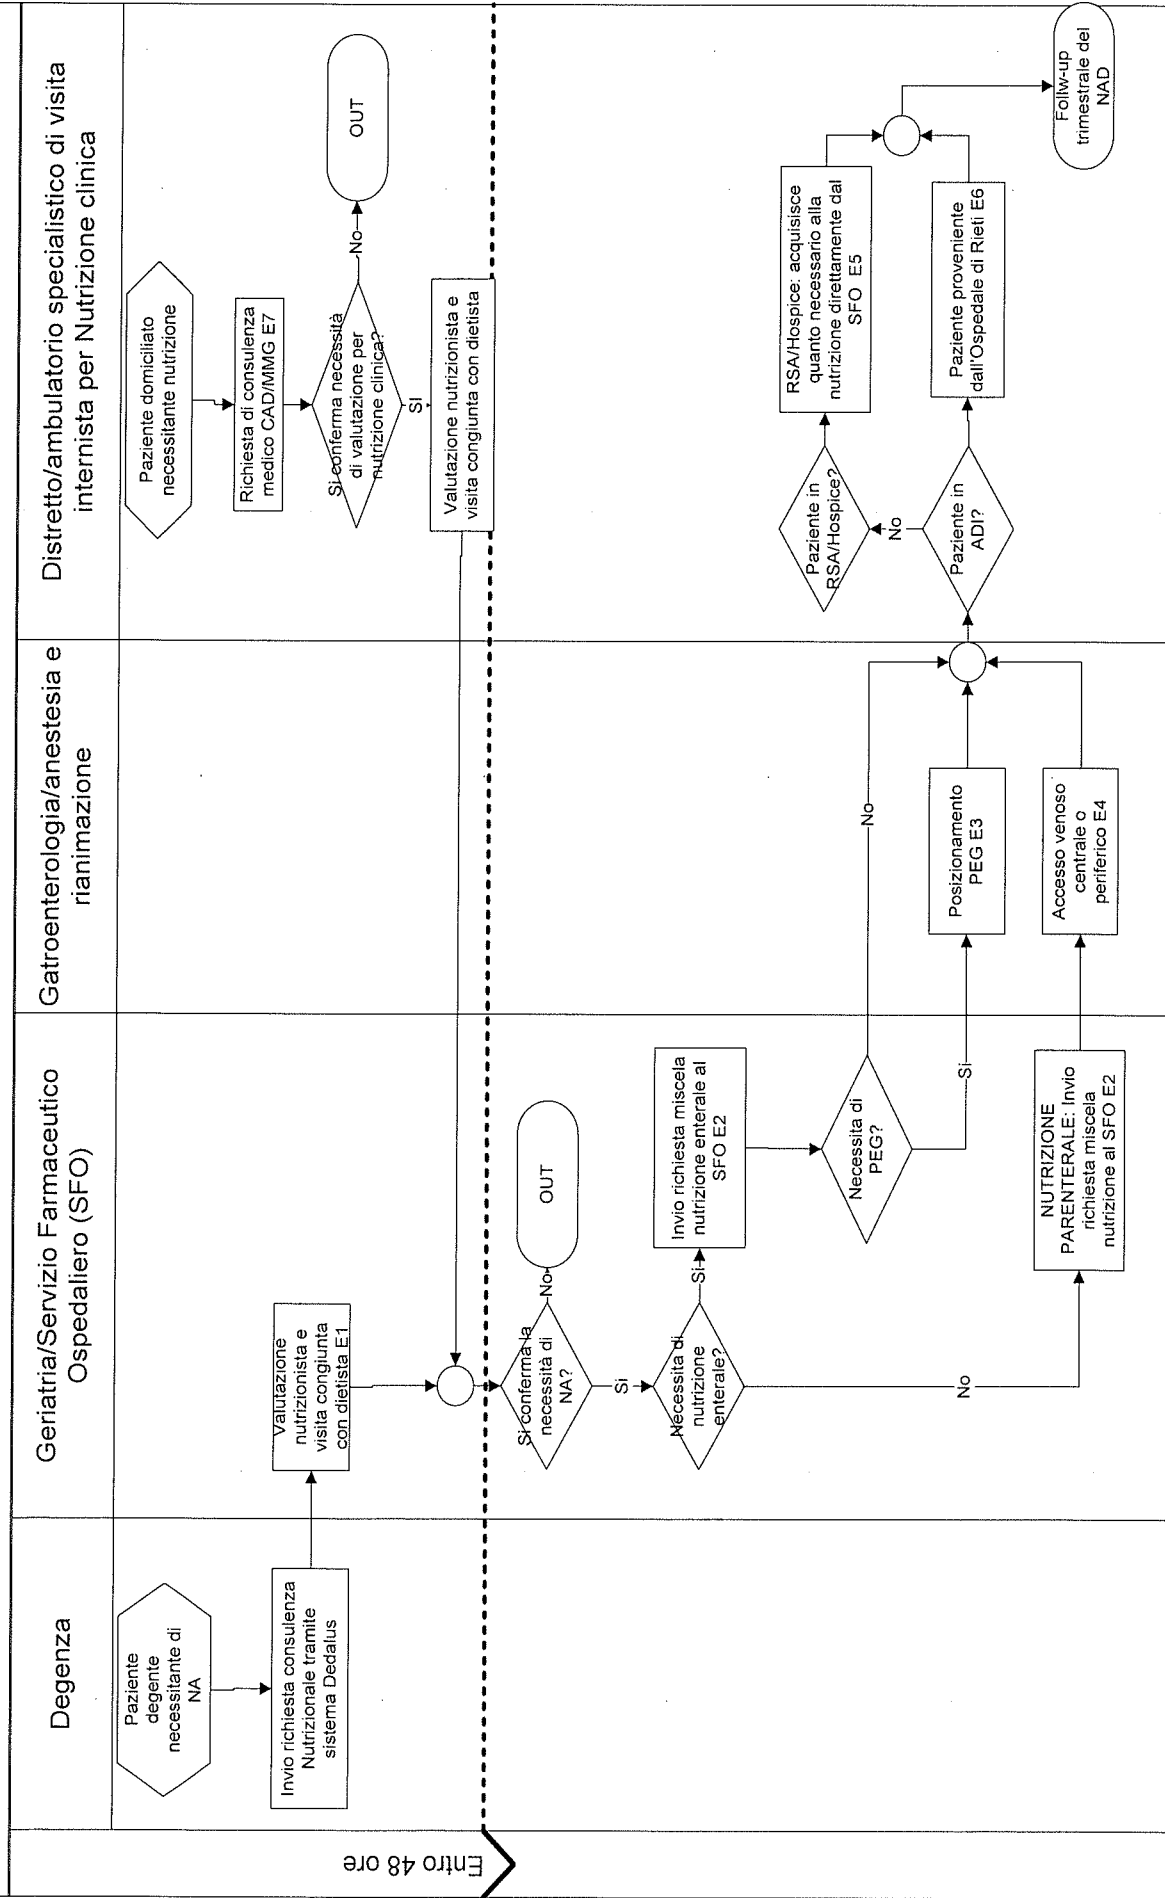 Degenza
Geriatria/Servizio Farmaceutico
Ospedaliero (SFO)
Gatroenterologia/anestesia e
rianimazione
Distretto/ambulatorio specialistico di visita
internista per Nutrizione clinica
Entro 48 ore
Paziente
degente
necessitante di
NA
Invio richiesta consulenza
Nutrizionale tramite
sistema Dedalus
Valutazione
nutrizionista e
visita congiunta
con dietista E1
Paziente domiciliato
necessitante nutrizione
Richiesta di consulenza
medico CAD/MMG E7
Si conferma necessità
di valutazione per
nutrizione clinica?
No
OUT
SI
Valutazione nutrizionista e
visita congiunta con dietista
Si conferma la
necessità di
NA?
No
OUT
Si
Necessita di
nutrizione
enterale?
Si
Invio richiesta miscela
nutrizione enterale al
SFO E2
Necessita di
PEG?
No
Si
Posizionamento
PEG E3
No
NUTRIZIONE
PARENTERALE: Invio
richiesta miscela
nutrizione al SFO E2
Accesso venoso
centrale o
periferico E4
Paziente in
ADI?
No
Paziente in
RSA/Hospice?
RSA/Hospice: acquisisce
quanto necessario alla
nutrizione direttamente dal
SFO E5
Paziente proveniente
dall'Ospedale di Rieti E6
Follw-up
trimestrale del
NAD